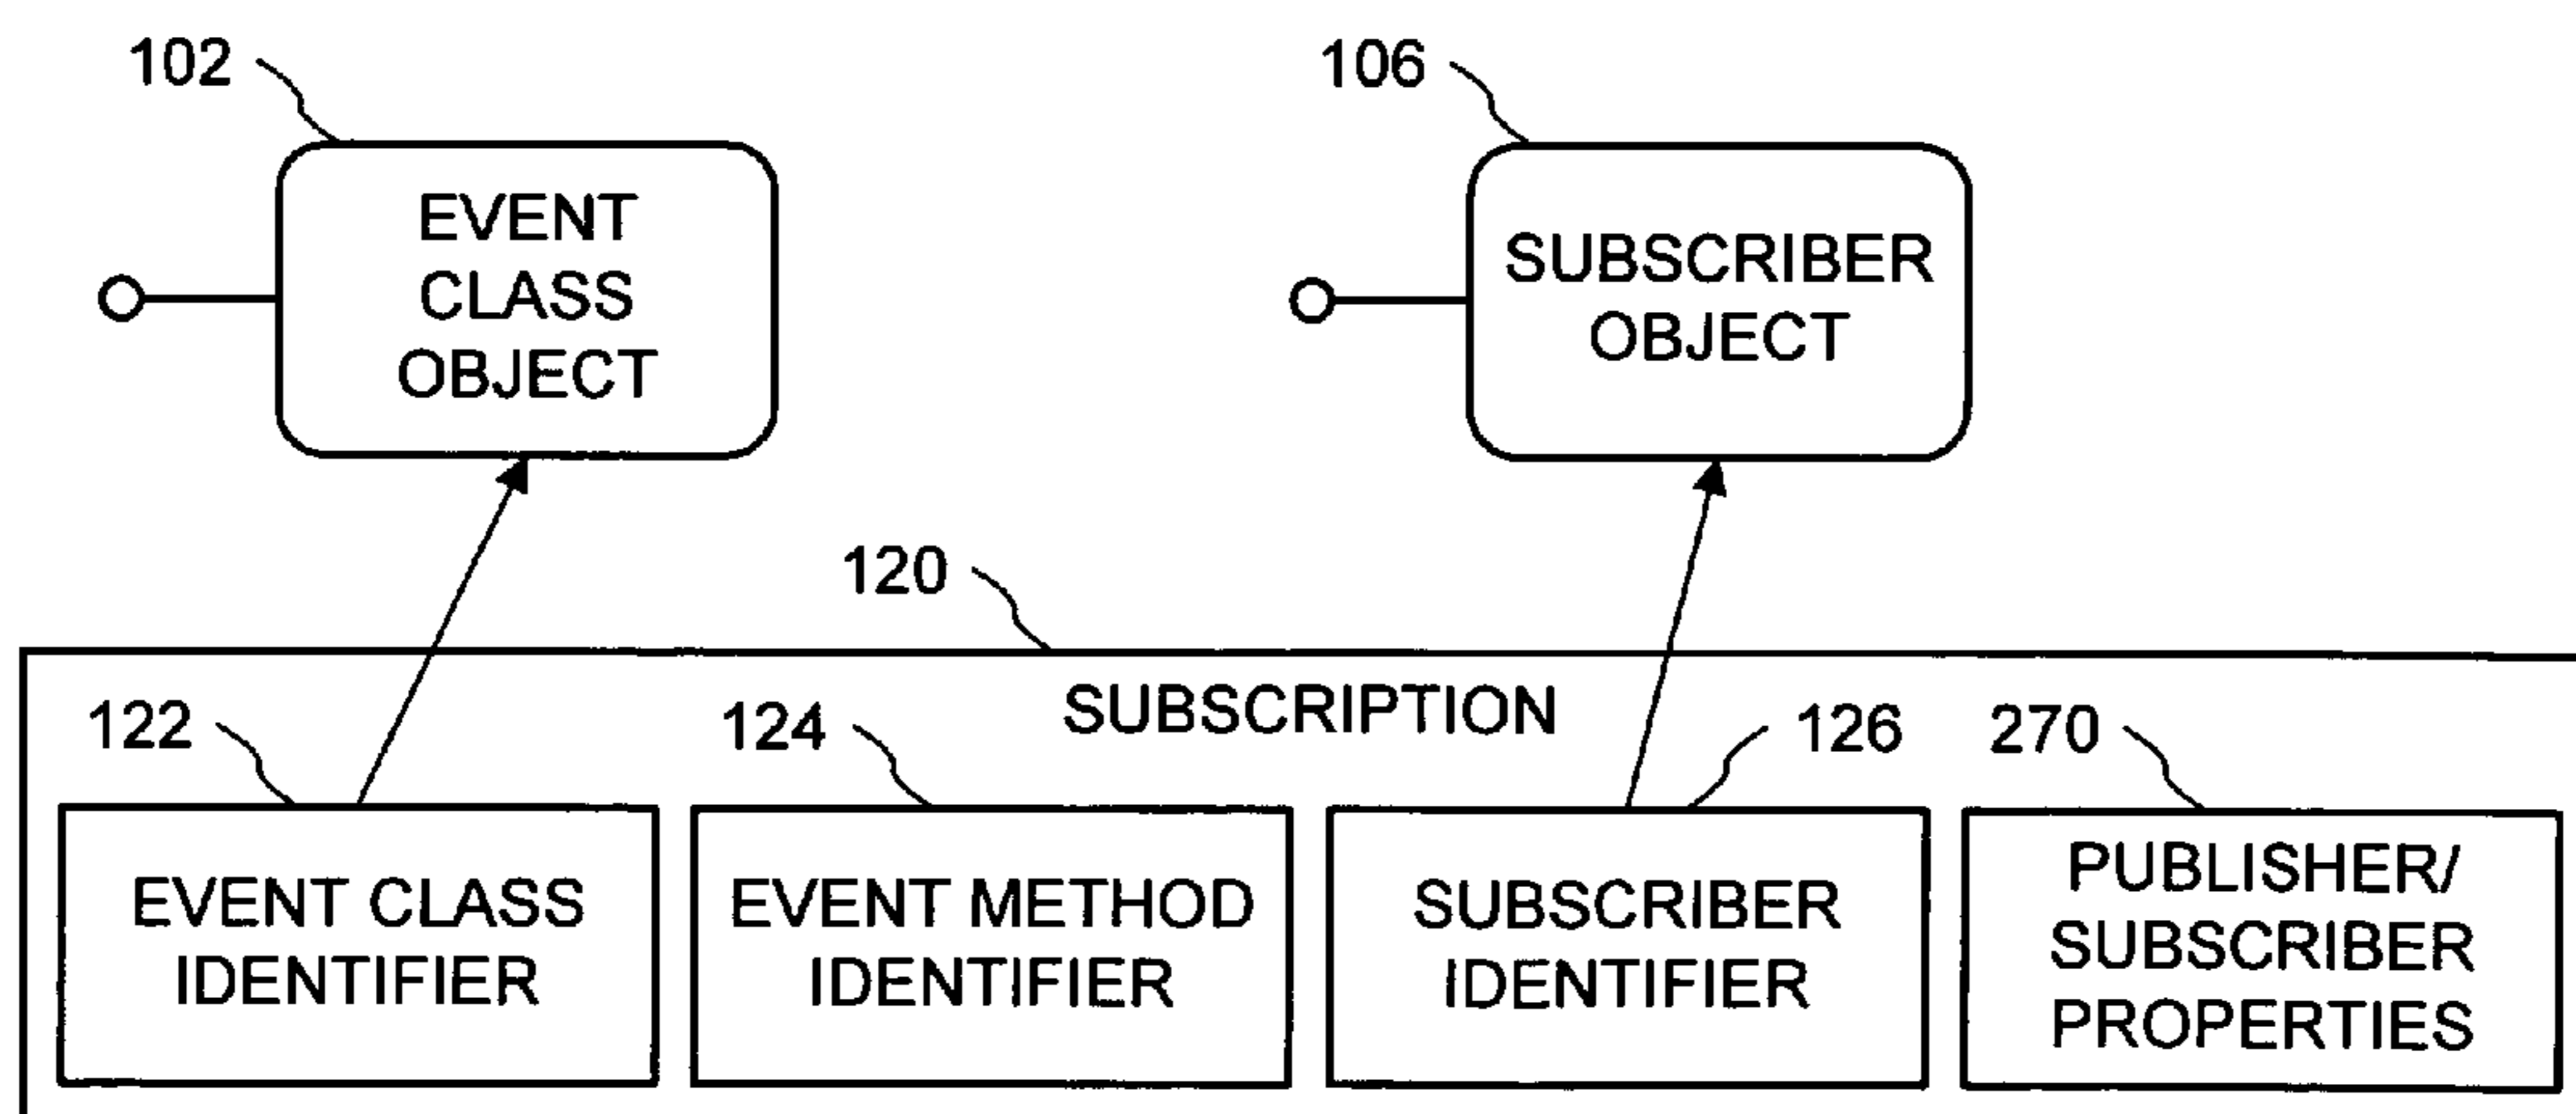 102
106
EVENT
CLASS
OBJECT
SUBSCRIBER
OBJECT
120
SUBSCRIPTION
122
124
126
270
EVENT CLASS
IDENTIFIER
EVENT METHOD
IDENTIFIER
SUBSCRIBER
IDENTIFIER
PUBLISHER/
SUBSCRIBER
PROPERTIES